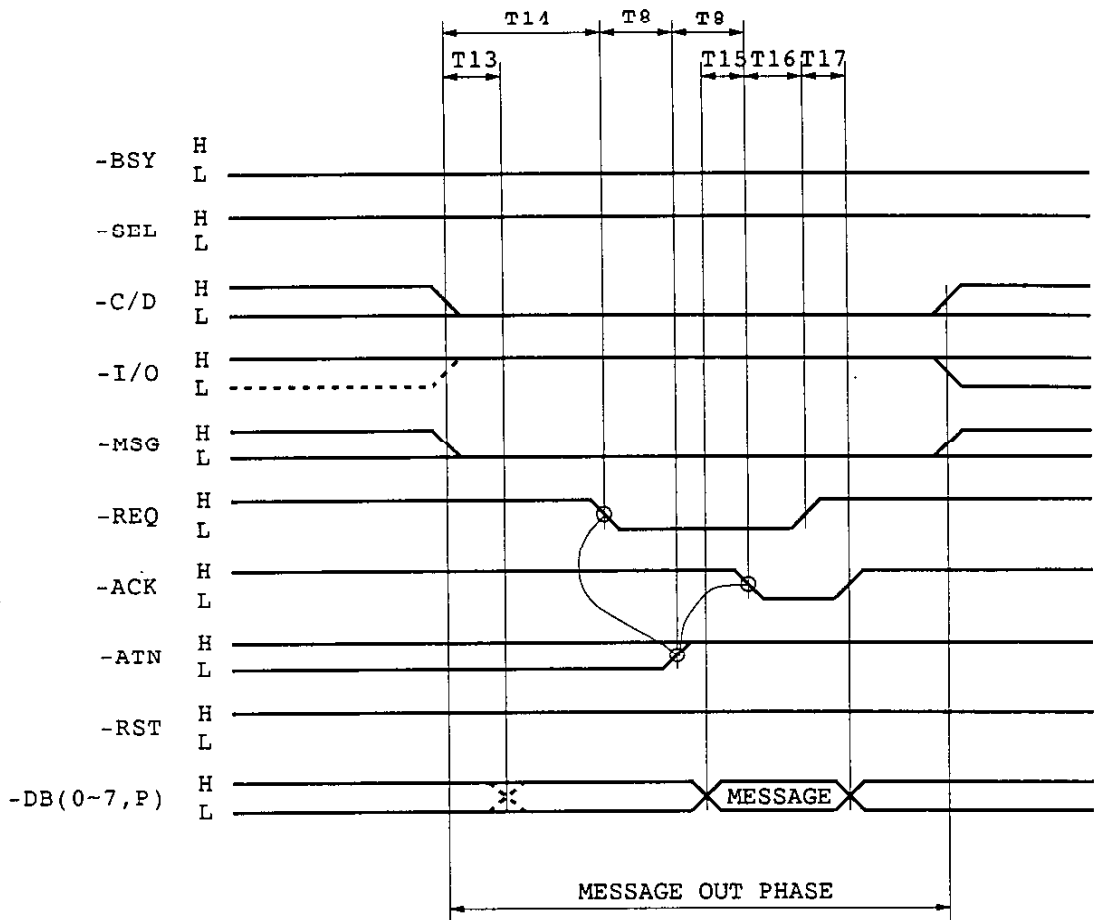 T14 T8 T9
T13 T15 T16 T17
-BSY H
L
-SEL H
L
-C/D H
L
-I/O H
L
-MSG H
L
-REQ H
L
-ACK H
L
-ATN H
L
-RST H
L
-DB(0~7,P) H
L
MESSAGE
MESSAGE OUT PHASE